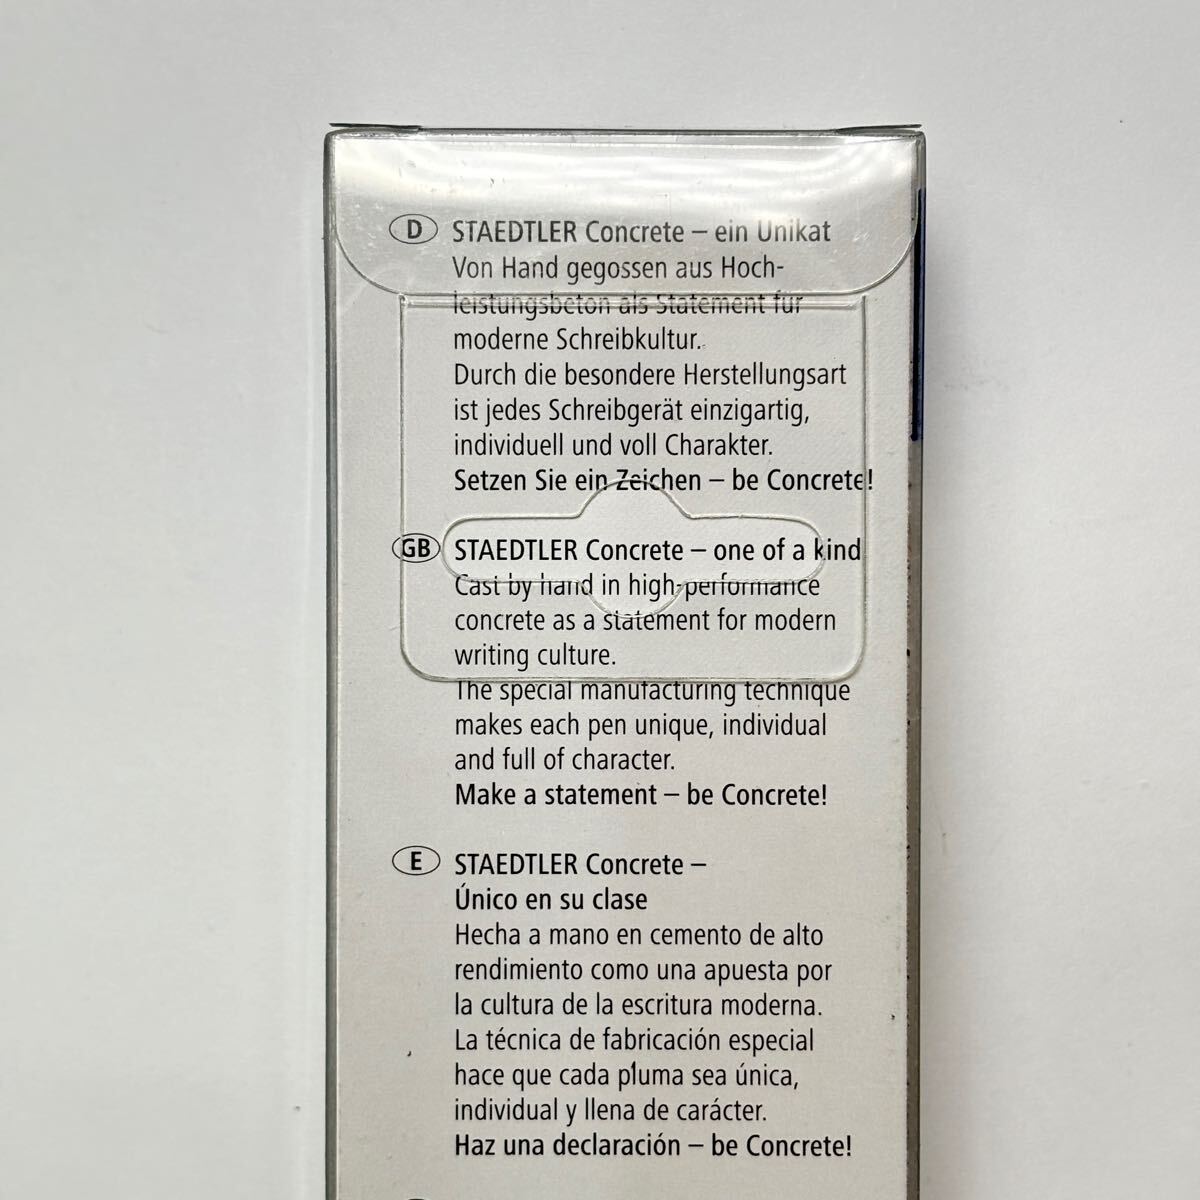 D STAEDTLER Concrete – ein Unikat
Von Hand gegossen aus Hoch-
leistungsbeton als Statement für
moderne Schreibkultur.
Durch die besondere Herstellungsart
ist jedes Schreibgerät einzigartig,
individuell und voll Charakter.
Setzen Sie ein Zeichen – be Concrete!
GB STAEDTLER Concrete – one of a kind
Cast by hand in high-performance
concrete as a statement for modern
writing culture.
The special manufacturing technique
makes each pen unique, individual
and full of character.
Make a statement – be Concrete!
E STAEDTLER Concrete –
Único en su clase
Hecha a mano en cemento de alto
rendimiento como una apuesta por
la cultura de la escritura moderna.
La técnica de fabricación especial
hace que cada pluma sea única,
individual y llena de carácter.
Haz una declaración – be Concrete!